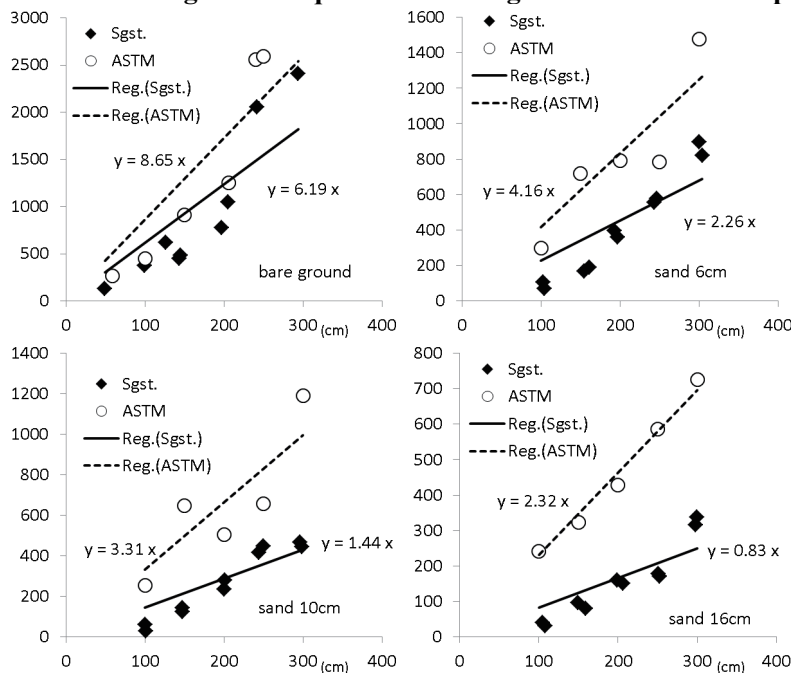 3000
2500
2000
1500
1000
500
0
Sgst.
ASTM
Reg.(Sgst.)
Reg.(ASTM)
y = 8.65 x
y = 6.19 x
bare ground
0 100 200 300 (cm) 400
1600
1400
1200
1000
800
600
400
200
0
Sgst.
ASTM
Reg.(Sgst.)
Reg.(ASTM)
y = 4.16 x
y = 2.26 x
sand 6cm
0 100 200 300 (cm) 400
1400
1200
1000
800
600
400
200
0
Sgst.
ASTM
Reg.(Sgst.)
Reg.(ASTM)
y = 3.31 x
y = 1.44 x
sand 10cm
0 100 200 300 (cm) 400
800
700
600
500
400
300
200
100
0
Sgst.
ASTM
Reg.(Sgst.)
Reg.(ASTM)
y = 2.32 x
y = 0.83 x
sand 16cm
0 100 200 300 (cm) 400